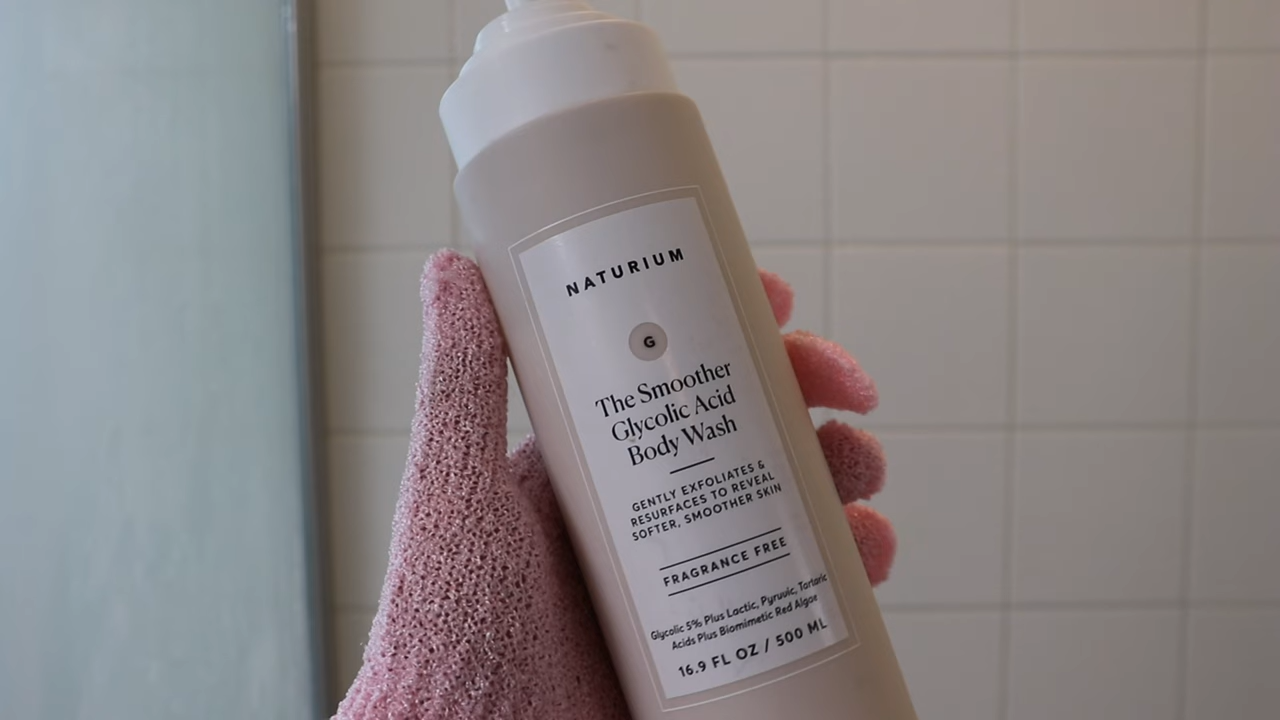 NATURIUM
G
The Smoother
Glycolic Acid
Body Wash
GENTLY EXFOLIATES &
RESURFACES TO REVEAL
SOFTER, SMOOTHER SKIN
FRAGRANCE FREE
Glycolic 5% Plus Lactic, Pyruvic, Tartaric
Acids Plus Biomimetic Red Algae
16.9 FL OZ / 500 ML